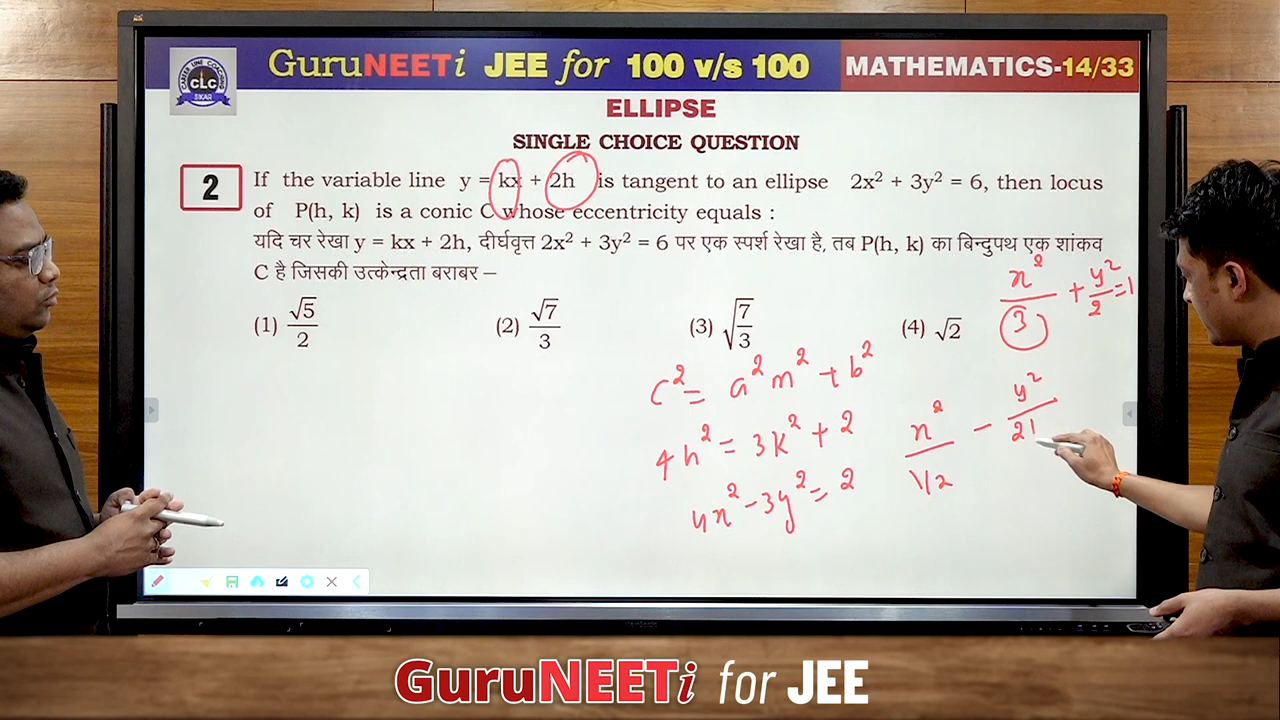 GuruNEETi JEE for 100 v/s 100 MATHEMATICS-14/33
CLC
SIKAR
ELLIPSE
SINGLE CHOICE QUESTION
2
If the variable line y = kx + 2h is tangent to an ellipse 2x² + 3y² = 6, then locus
of P(h, k) is a conic C whose eccentricity equals :
यदि चर रेखा y = kx + 2h, दीर्घवृत्त 2x² + 3y² = 6 पर एक स्पर्श रेखा है, तब P(h, k) का बिन्दुपथ एक शांकव
C है जिसकी उत्केन्द्रता बराबर –
(1) √5/2 (2) √7/3 (3) √(7/3) (4) √2
x²/3 + y²/2 = 1
c² = a²m² + b²
4h² = 3k² + 2
4x² - 3y² = 2
x²/1/2 - y²/21
GuruNEETi for JEE